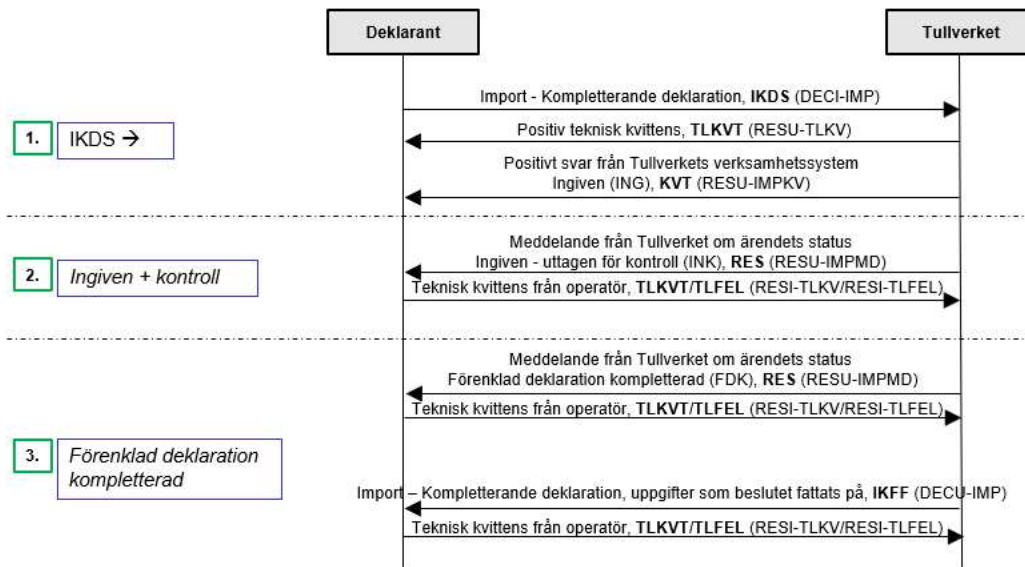 Deklarant
Tullverket
Import - Kompletterande deklaration, IKDS (DECI-IMP)
1.
IKDS →
Positiv teknisk kvittens, TLKVT (RESU-TLKV)
Positivt svar från Tullverkets verksamhetssystem
Ingiven (ING), KVT (RESU-IMPKV)
2.
Ingiven + kontroll
Meddelande från Tullverket om ärendets status
Ingiven - uttagen för kontroll (INK), RES (RESU-IMPMD)
Teknisk kvittens från operatör, TLKVT/TLFEL (RESI-TLKV/RESI-TLFEL)
Meddelande från Tullverket om ärendets status
Förenklad deklaration kompletterad (FDK), RES (RESU-IMPMD)
Teknisk kvittens från operatör, TLKVT/TLFEL (RESI-TLKV/RESI-TLFEL)
3.
Förenklad deklaration
kompletterad
Import – Kompletterande deklaration, uppgifter som beslutet fattats på, IKFF (DECU-IMP)
Teknisk kvittens från operatör, TLKVT/TLFEL (RESI-TLKV/RESI-TLFEL)